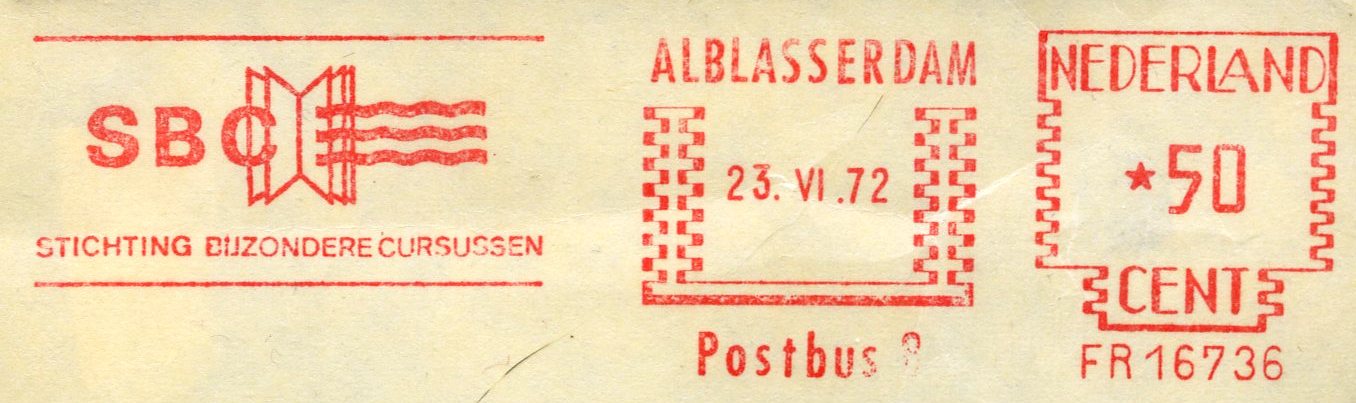 SBC
STICHTING BIJZONDERE CURSUSSEN
ALBLASSERDAM
23. VI .72
Postbus
NEDERLAND
*50
CENT
FR 16736